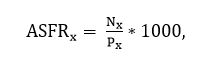 ASFRₓ = Nₓ/pₓ * 1000,